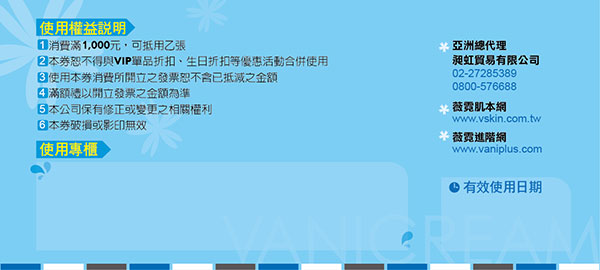 使用權益説明
1 消費滿1,000元，可抵用乙張
2 本券恕不得與VIP單品折扣、生日折扣等優惠活動合併使用
3 使用本券消費所開立之發票恕不含已抵減之金額
4 滿額禮以開立發票之金額為準
5 本公司保有修正或變更之相關權利
6 本券破損或影印無效
使用專櫃
亞洲總代理
昶虹貿易有限公司
02-27285389
0800-576688
薇霓肌本網
www.vskin.com.tw
薇霓進階網
www.vaniplus.com
有效使用日期
VANICREAM